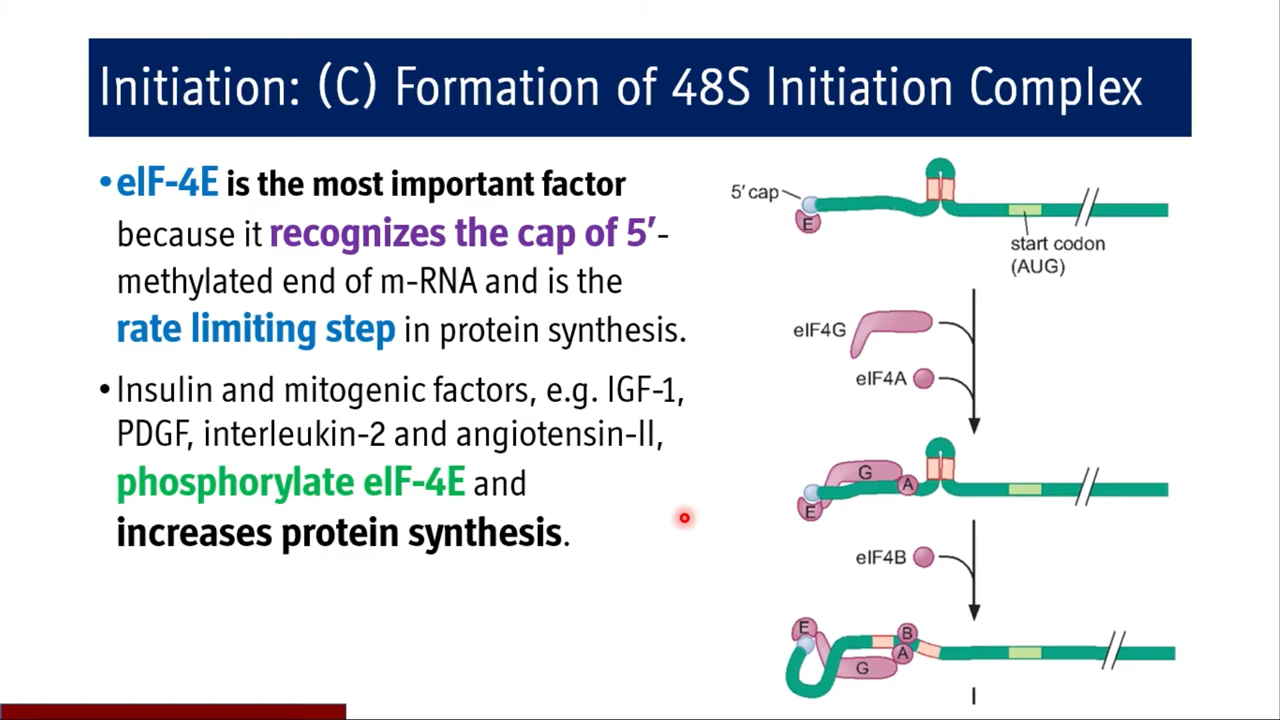 Initiation: (C) Formation of 48S Initiation Complex
•eIF-4E is the most important factor
because it recognizes the cap of 5′-
methylated end of m-RNA and is the
rate limiting step in protein synthesis.
•Insulin and mitogenic factors, e.g. IGF-1,
PDGF, interleukin-2 and angiotensin-II,
phosphorylate eIF-4E and
increases protein synthesis.
5′ cap
E
start codon
(AUG)
eIF4G
eIF4A
G
A
E
eIF4B
E
B
A
G